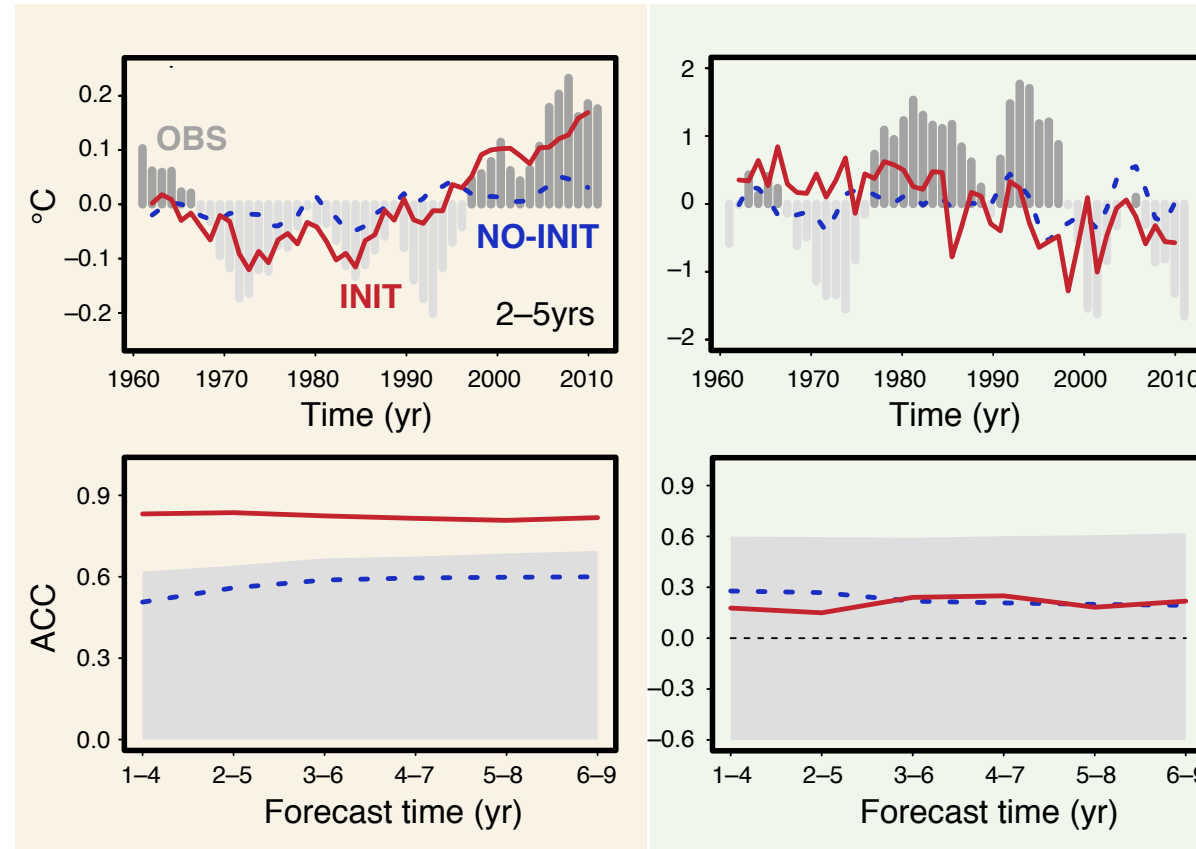 0.2
0.1
0.0
−0.1
−0.2
°C
OBS
NO-INIT
INIT
2–5yrs
1960 1970 1980 1990 2000 2010
Time (yr)
2
1
0
−1
−2
1960 1970 1980 1990 2000 2010
Time (yr)
0.9
0.6
0.3
0.0
ACC
1–4 2–5 3–6 4–7 5–8 6–9
Forecast time (yr)
0.9
0.6
0.3
0.0
−0.3
−0.6
1–4 2–5 3–6 4–7 5–8 6–9
Forecast time (yr)